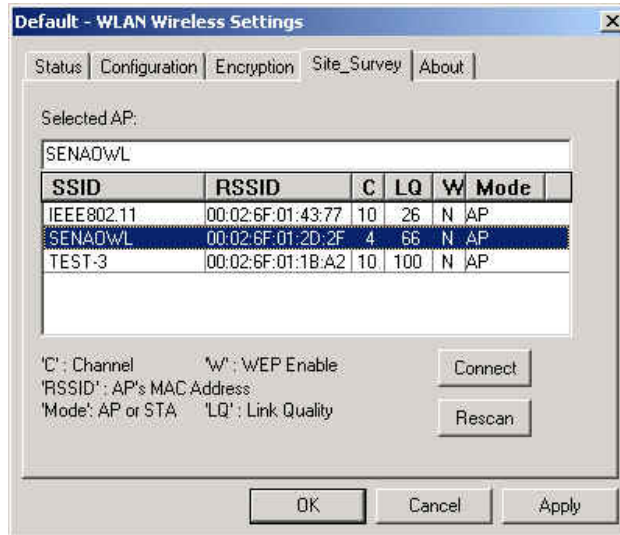 Default - WLAN Wireless Settings
Status Configuration Encryption Site_Survey About
Selected AP:
SENAOWL
SSID RSSID C LQ W Mode
IEEE802.11 00:02:6F:01:43:77 10 26 N AP
SENAOWL 00:02:6F:01:2D:2F 4 66 N AP
TEST-3 00:02:6F:01:1B:A2 10 100 N AP
'C' : Channel 'W' : WEP Enable
'RSSID' : AP's MAC Address
'Mode': AP or STA 'LQ' : Link Quality
Connect
Rescan
OK Cancel Apply